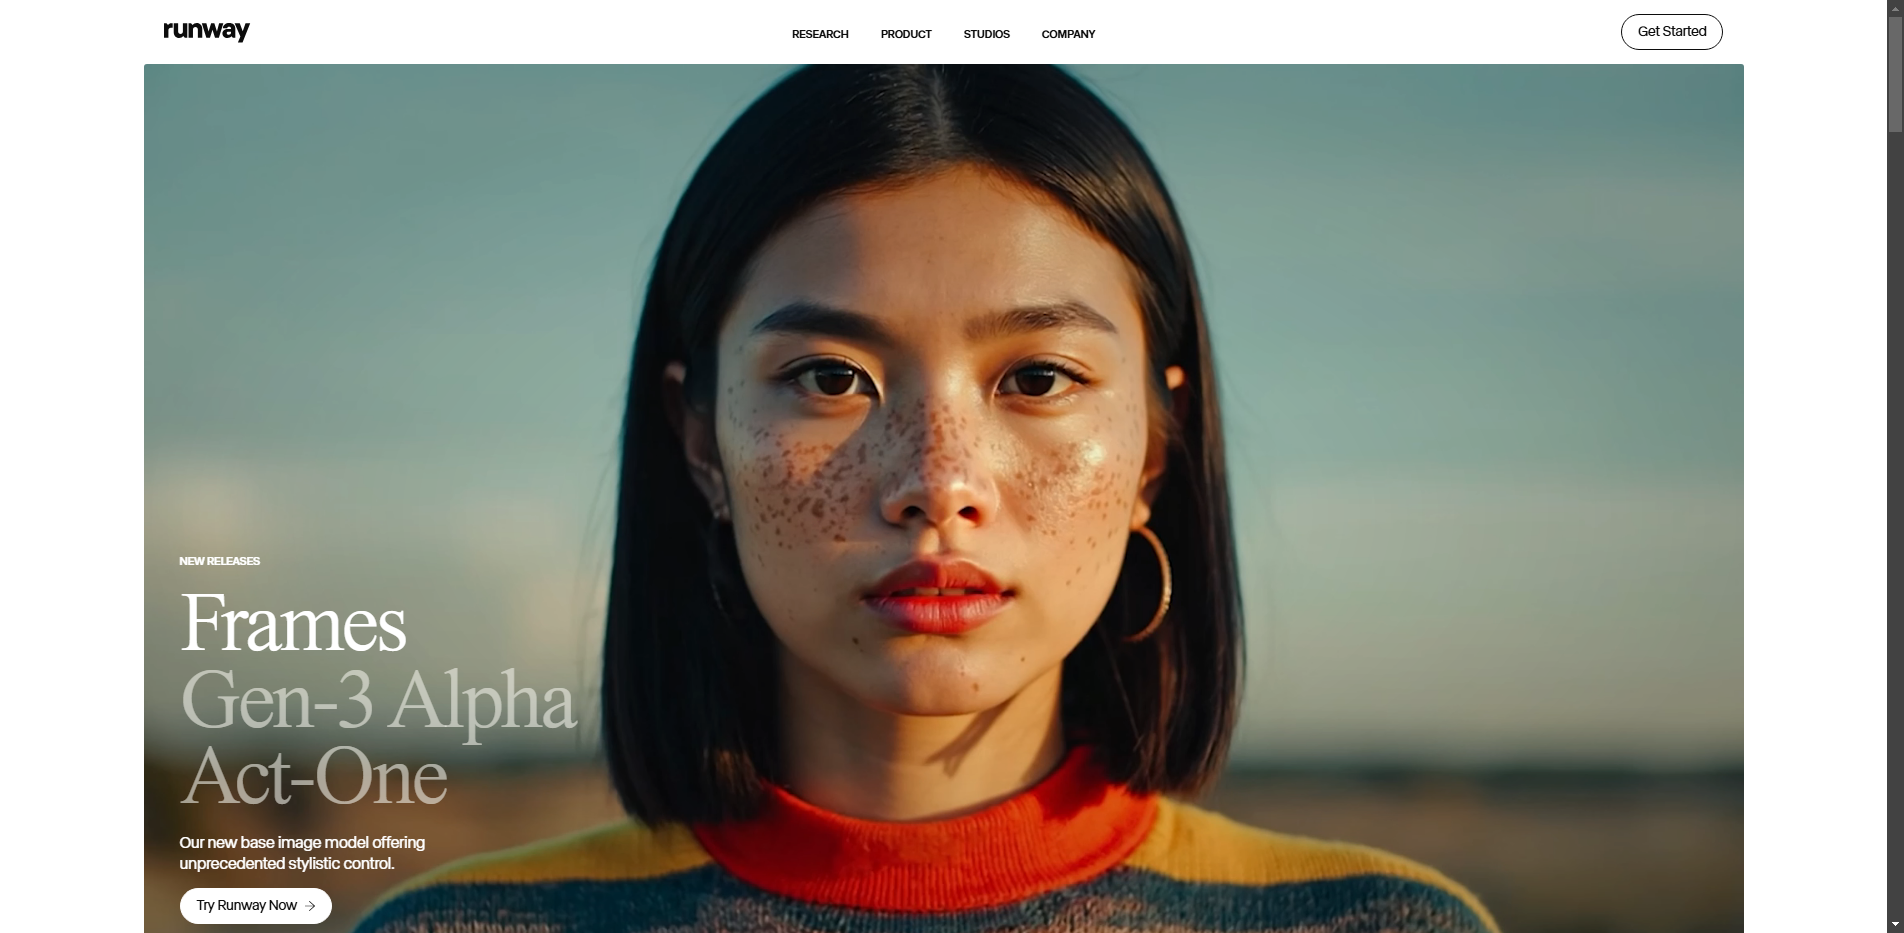 runway
RESEARCH
PRODUCT
STUDIOS
COMPANY
Get Started
NEW RELEASES
Frames
Gen-3 Alpha
Act-One
Our new base image model offering
unprecedented stylistic control.
Try Runway Now →